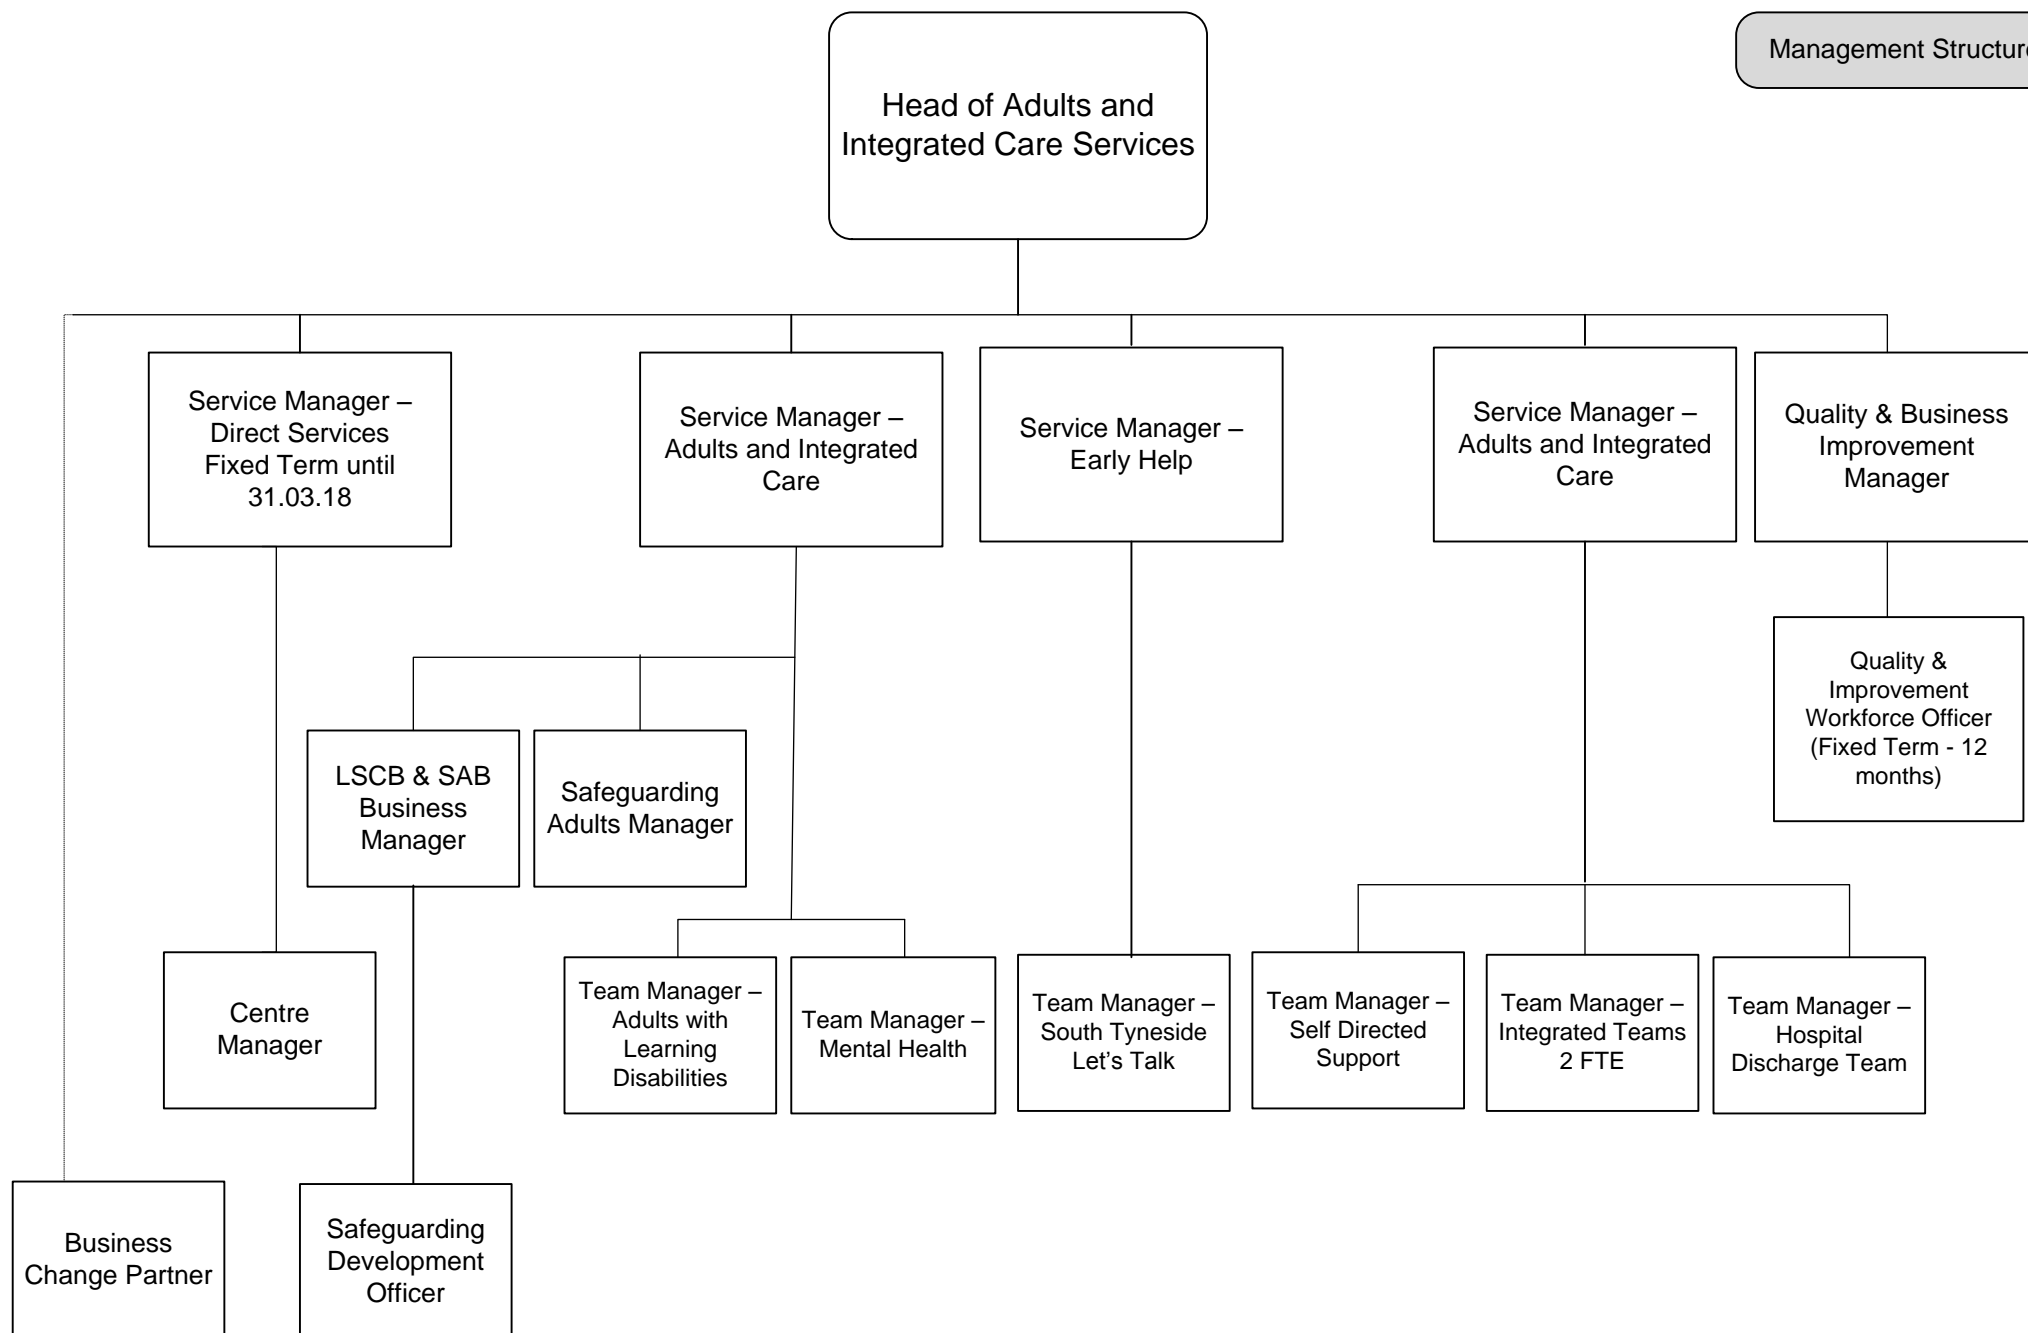 Management Structure
Head of Adults and
Integrated Care Services
Service Manager –
Direct Services
Fixed Term until
31.03.18
Service Manager –
Adults and Integrated
Care
Service Manager –
Early Help
Service Manager –
Adults and Integrated
Care
Quality & Business
Improvement
Manager
Quality &
Improvement
Workforce Officer
(Fixed Term - 12
months)
LSCB & SAB
Business
Manager
Safeguarding
Adults Manager
Centre
Manager
Team Manager –
Adults with
Learning
Disabilities
Team Manager –
Mental Health
Team Manager –
South Tyneside
Let’s Talk
Team Manager –
Self Directed
Support
Team Manager –
Integrated Teams
2 FTE
Team Manager –
Hospital
Discharge Team
Business
Change Partner
Safeguarding
Development
Officer